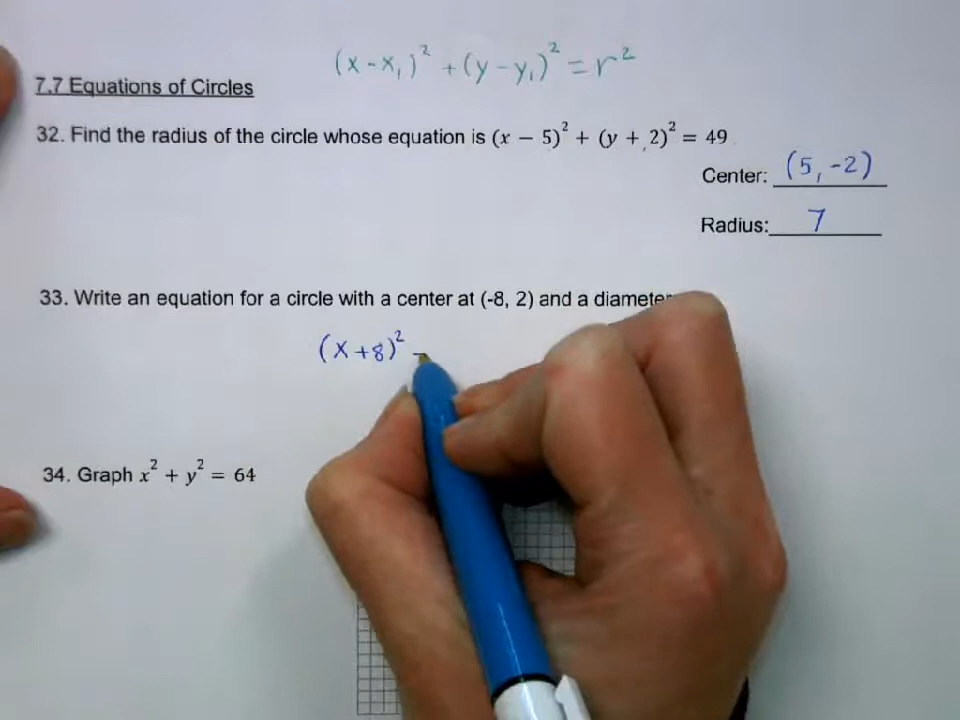 (x-x₁)² + (y-y₁)² = r²
7.7 Equations of Circles
32. Find the radius of the circle whose equation is (x − 5)² + (y + 2)² = 49
Center: (5, -2)
Radius: 7
33. Write an equation for a circle with a center at (-8, 2) and a diameter
(x+8)²
34. Graph x² + y² = 64